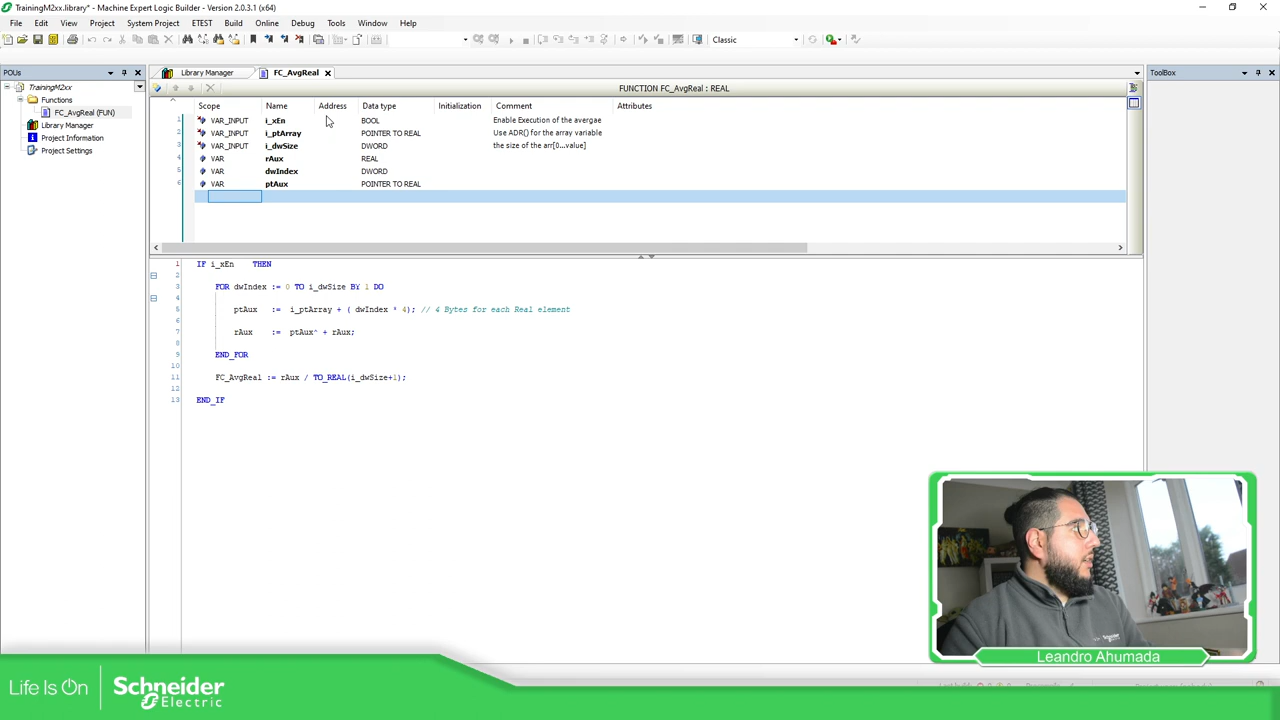 TrainingM2xx.library* - Machine Expert Logic Builder - Version 2.0.3.1 (x64)
File Edit View Project System Project ETEST Build Online Debug Tools Window Help
Classic
POUs
TrainingM2xx
Functions
FC_AvgReal (FUN)
Library Manager
Project Information
Project Settings
Library Manager FC_AvgReal
FUNCTION FC_AvgReal : REAL
Scope Name Address Data type Initialization Comment Attributes
1 VAR_INPUT i_xEn BOOL Enable Execution of the avergae
2 VAR_INPUT i_ptArray POINTER TO REAL Use ADR() for the array variable
3 VAR_INPUT i_dwSize DWORD the size of the arr[0...value]
4 VAR rAux REAL
5 VAR dwIndex DWORD
6 VAR ptAux POINTER TO REAL
1 IF i_xEn THEN
2
3 FOR dwIndex := 0 TO i_dwSize BY 1 DO
4
5 ptAux := i_ptArray + ( dwIndex * 4); // 4 Bytes for each Real element
6
7 rAux := ptAux^ + rAux;
8
9 END_FOR
10
11 FC_AvgReal := rAux / TO_REAL(i_dwSize+1);
12
13 END_IF
ToolBox
Leandro Ahumada
Life Is On
Schneider
Electric